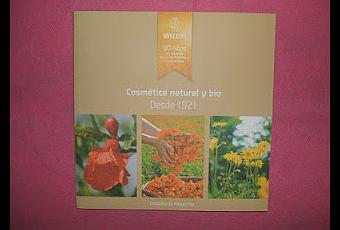 WELEDA
90 Años
Cosmética natural y bio
Desde 1921
CATÁLOGO DE PRODUCTOS